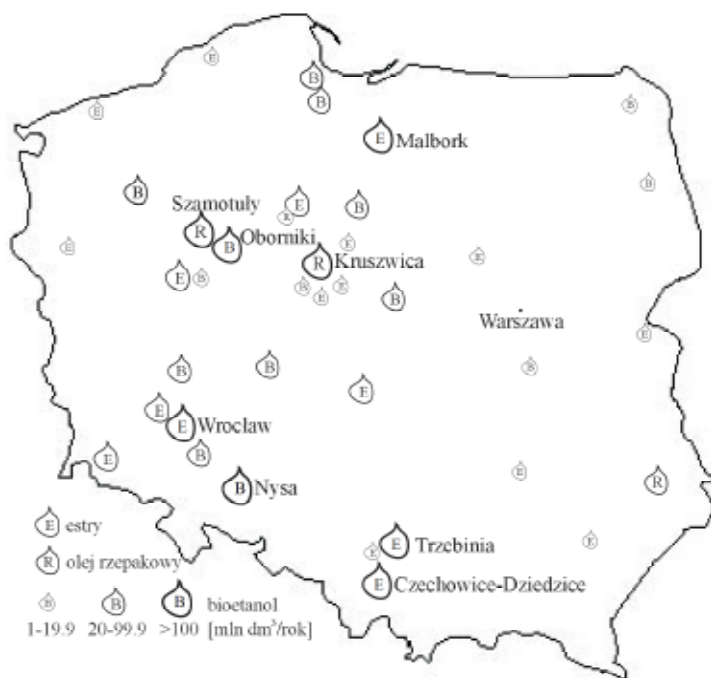 E
B
B
E
B
E Malbork
B
B
Szamotuły
E
B
R
R
B Oborniki
E
E
E
R Kruszwica
E
B
B
E
E
B
Warszawa
E
B
B
B
E
E
E Wrocław
B
E
E
R
B Nysa
E
E Trzebinia
E
E Czechowice-Dziedzice
E estry
R olej rzepakowy
B B B bioetanol
1-19.9 20-99.9 >100 [mln dm³/rok]